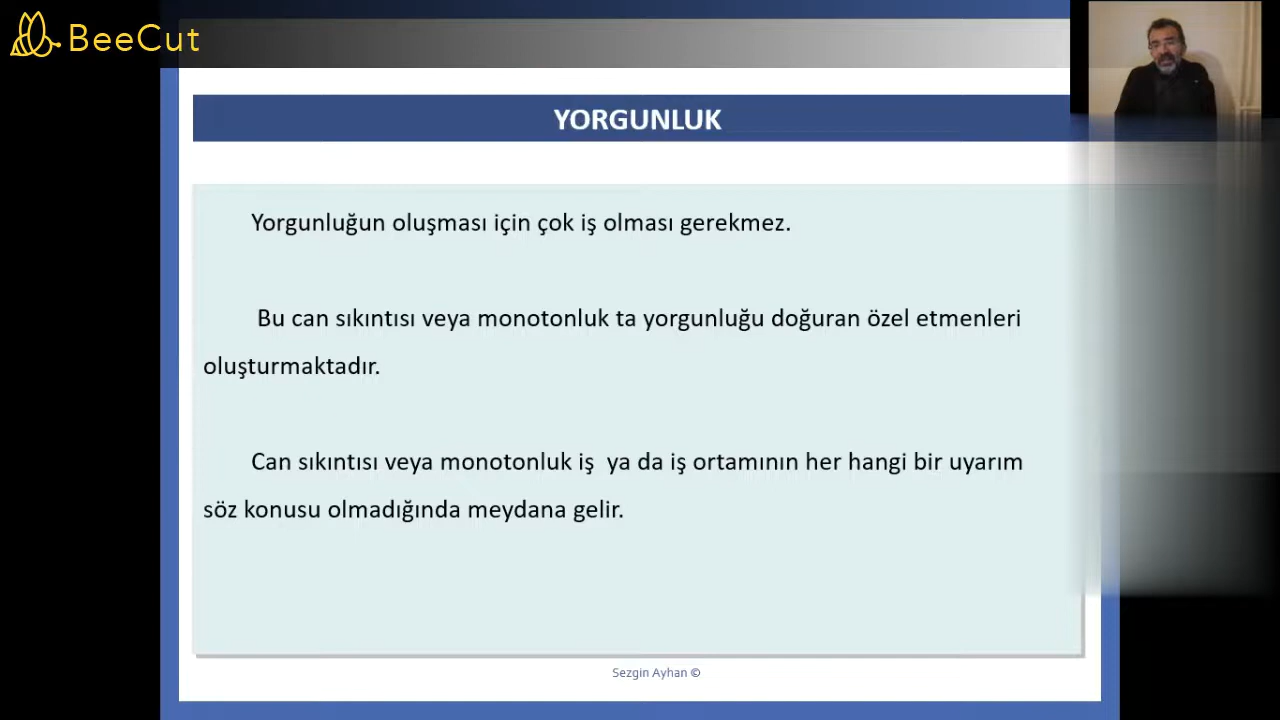 BeeCut
YORGUNLUK
Yorgunluğun oluşması için çok iş olması gerekmez.
Bu can sıkıntısı veya monotonluk ta yorgunluğu doğuran özel etmenleri
oluşturmaktadır.
Can sıkıntısı veya monotonluk iş ya da iş ortamının her hangi bir uyarım
söz konusu olmadığında meydana gelir.
Sezgin Ayhan ©